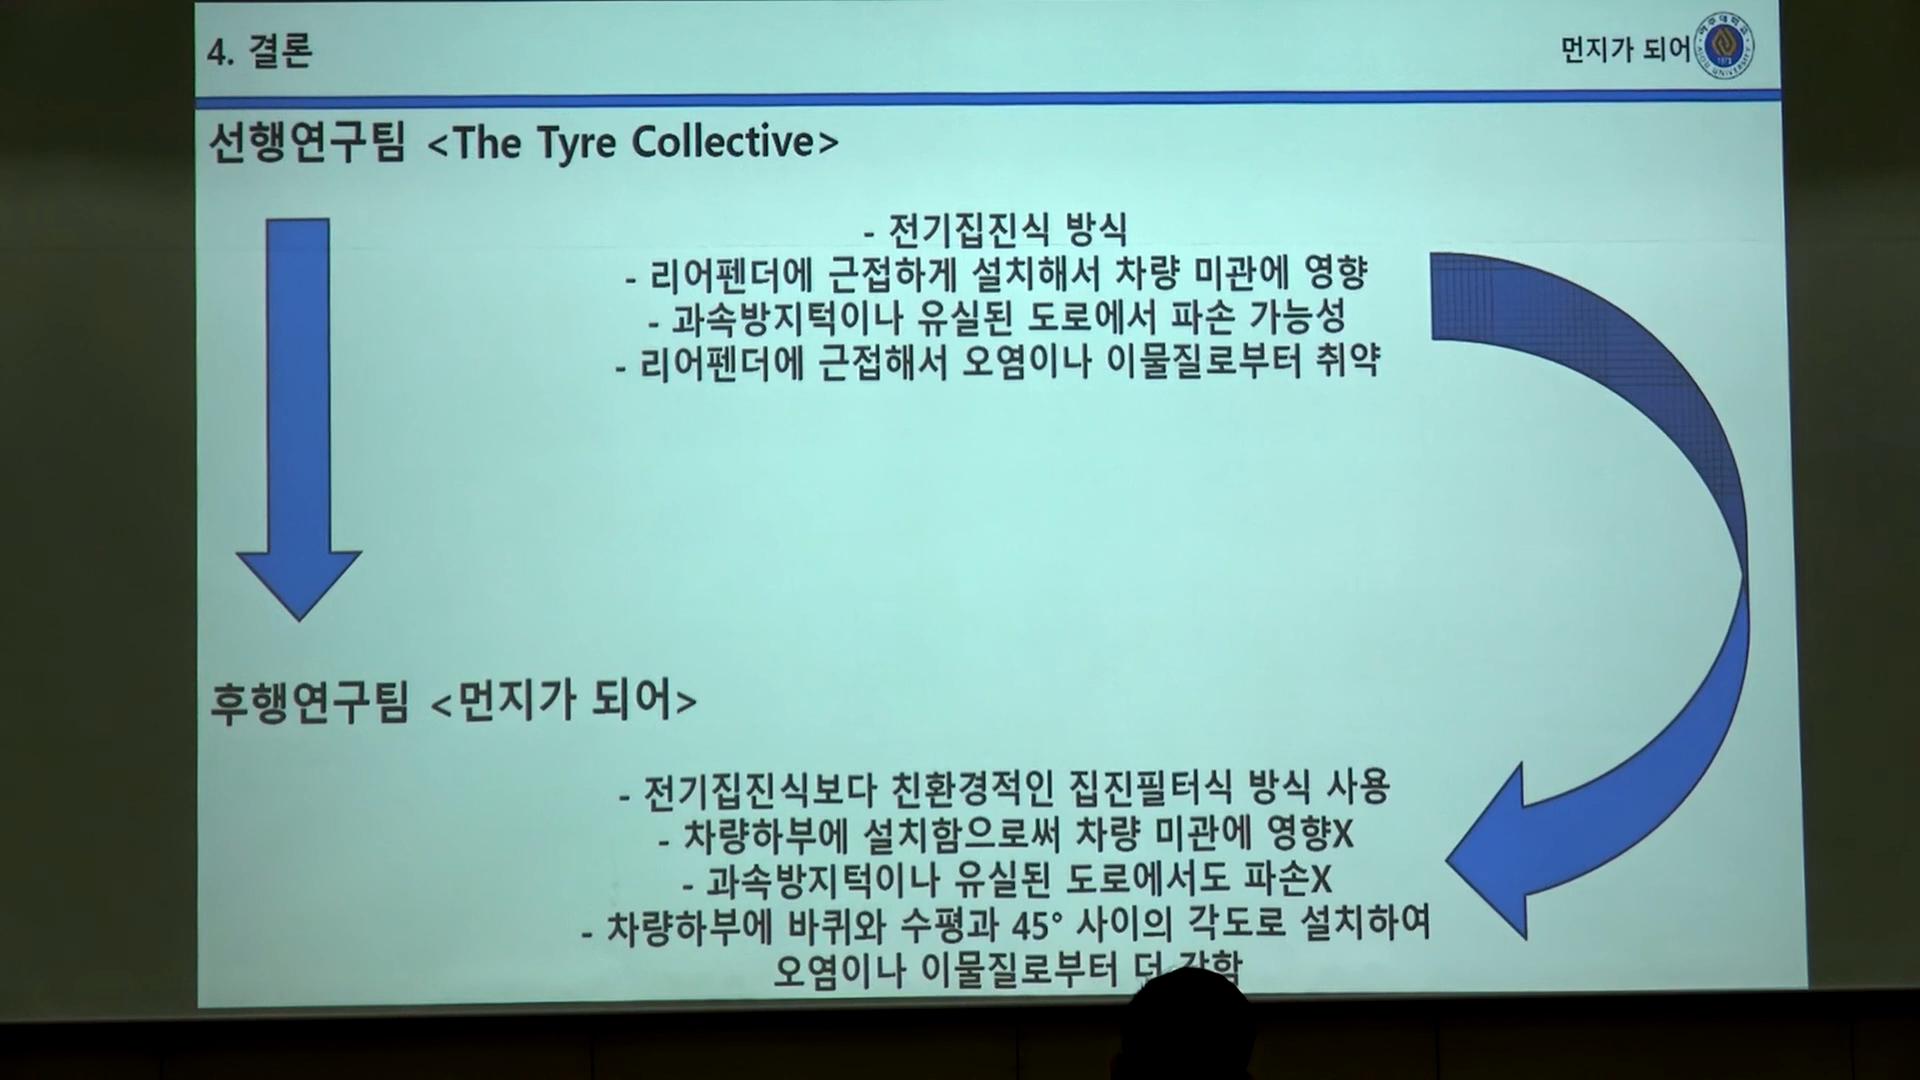 4. 결론
먼지가 되어
선행연구팀 <The Tyre Collective>
- 전기집진식 방식
- 리어펜더에 근접하게 설치해서 차량 미관에 영향
- 과속방지턱이나 유실된 도로에서 파손 가능성
- 리어펜더에 근접해서 오염이나 이물질로부터 취약
후행연구팀 <먼지가 되어>
- 전기집진식보다 친환경적인 집진필터식 방식 사용
- 차량하부에 설치함으로써 차량 미관에 영향X
- 과속방지턱이나 유실된 도로에서도 파손X
- 차량하부에 바퀴와 수평과 45° 사이의 각도로 설치하여
오염이나 이물질로부터 더